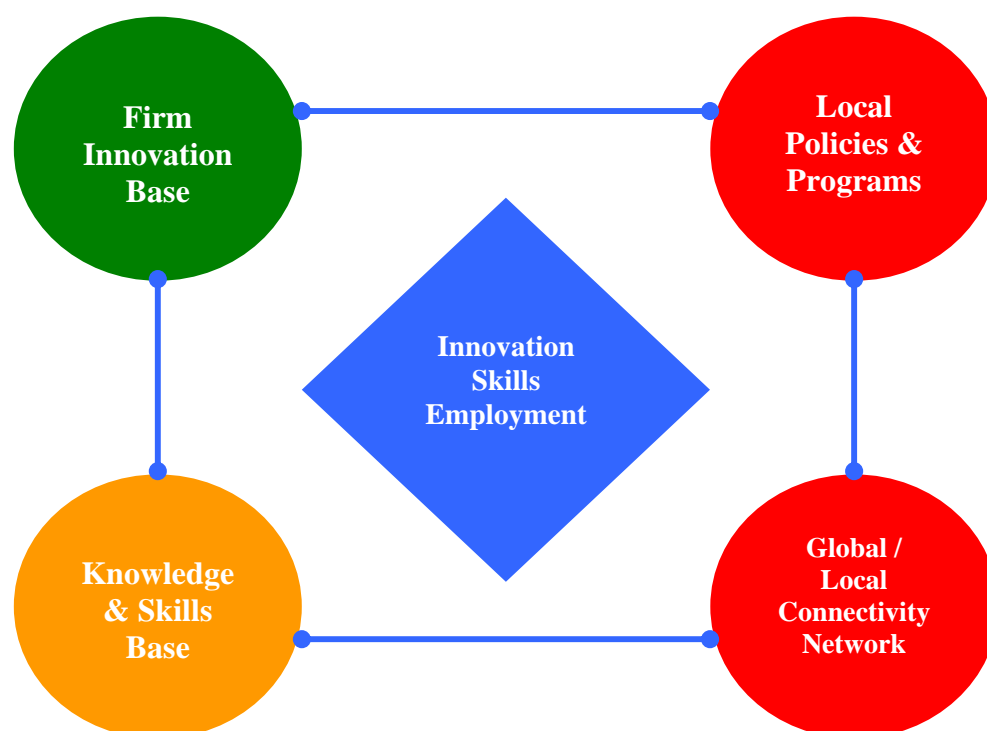 Firm
Innovation
Base
Local
Policies &
Programs
Innovation
Skills
Employment
Knowledge
& Skills
Base
Global /
Local
Connectivity
Network